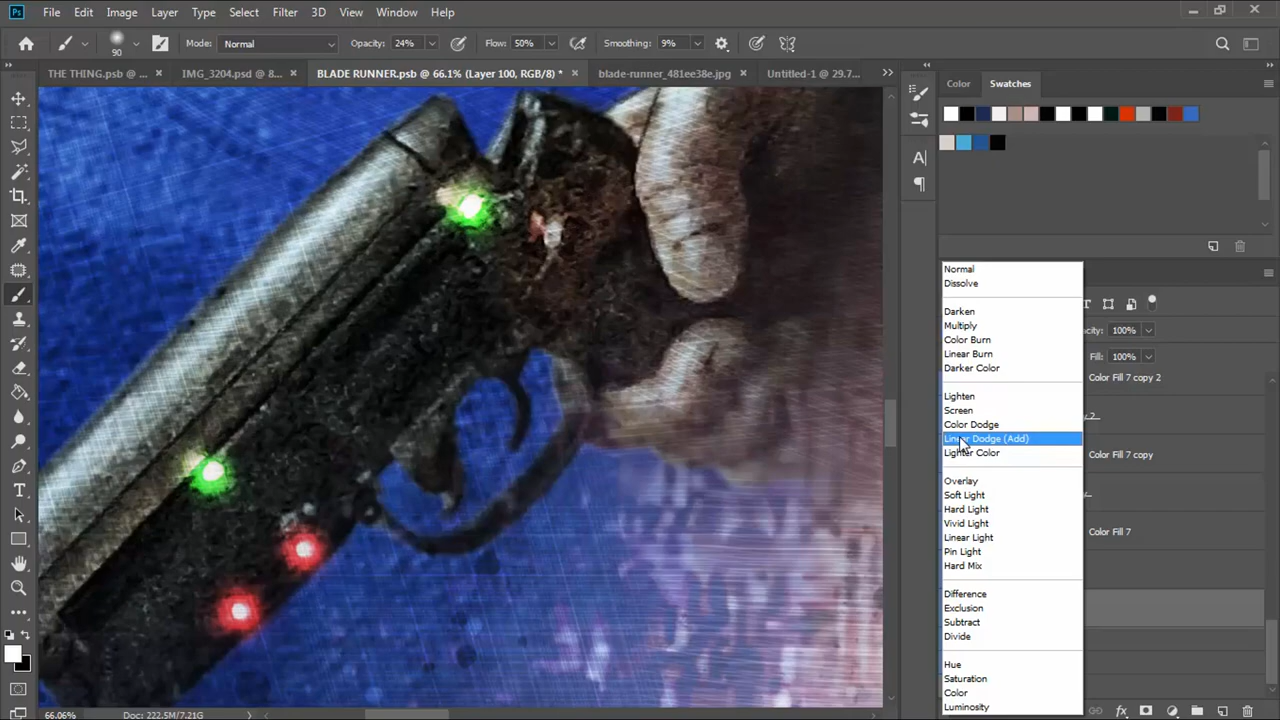 Ps File Edit Image Layer Type Select Filter 3D View Window Help
90 Mode: Normal Opacity: 24% Flow: 50% Smoothing: 9%
THE THING.psb @ ... × IMG_3204.psd @ 8... × BLADE RUNNER.psb @ 66.1% (Layer 100, RGB/8) * × blade-runner_481ee38e.jpg × Untitled-1 @ 29.7...
Color Swatches
Normal
Dissolve
Darken
Multiply
Color Burn
Linear Burn
Darker Color
Lighten
Screen
Color Dodge
Linear Dodge (Add)
Lighter Color
Overlay
Soft Light
Hard Light
Vivid Light
Linear Light
Pin Light
Hard Mix
Difference
Exclusion
Subtract
Divide
Hue
Saturation
Color
Luminosity
100%
Fill: 100%
Color Fill 7 copy 2
Color Fill 7 copy
Color Fill 7
66.06% Doc: 222.5M/7.21G